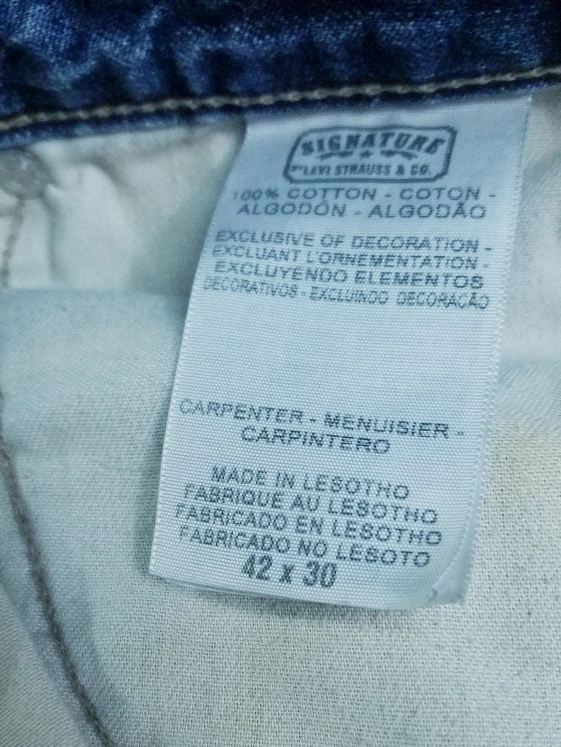 SIGNATURE
BY LEVI STRAUSS & CO.
100% COTTON - COTON -
ALGODÓN - ALGODÃO
EXCLUSIVE OF DECORATION -
EXCLUANT L'ORNEMENTATION -
EXCLUYENDO ELEMENTOS
DECORATIVOS - EXCLUINDO DECORAÇÃO
CARPENTER - MENUISIER -
CARPINTERO
MADE IN LESOTHO
FABRIQUE AU LESOTHO
FABRICADO EN LESOTHO
FABRICADO NO LESOTO
42 x 30